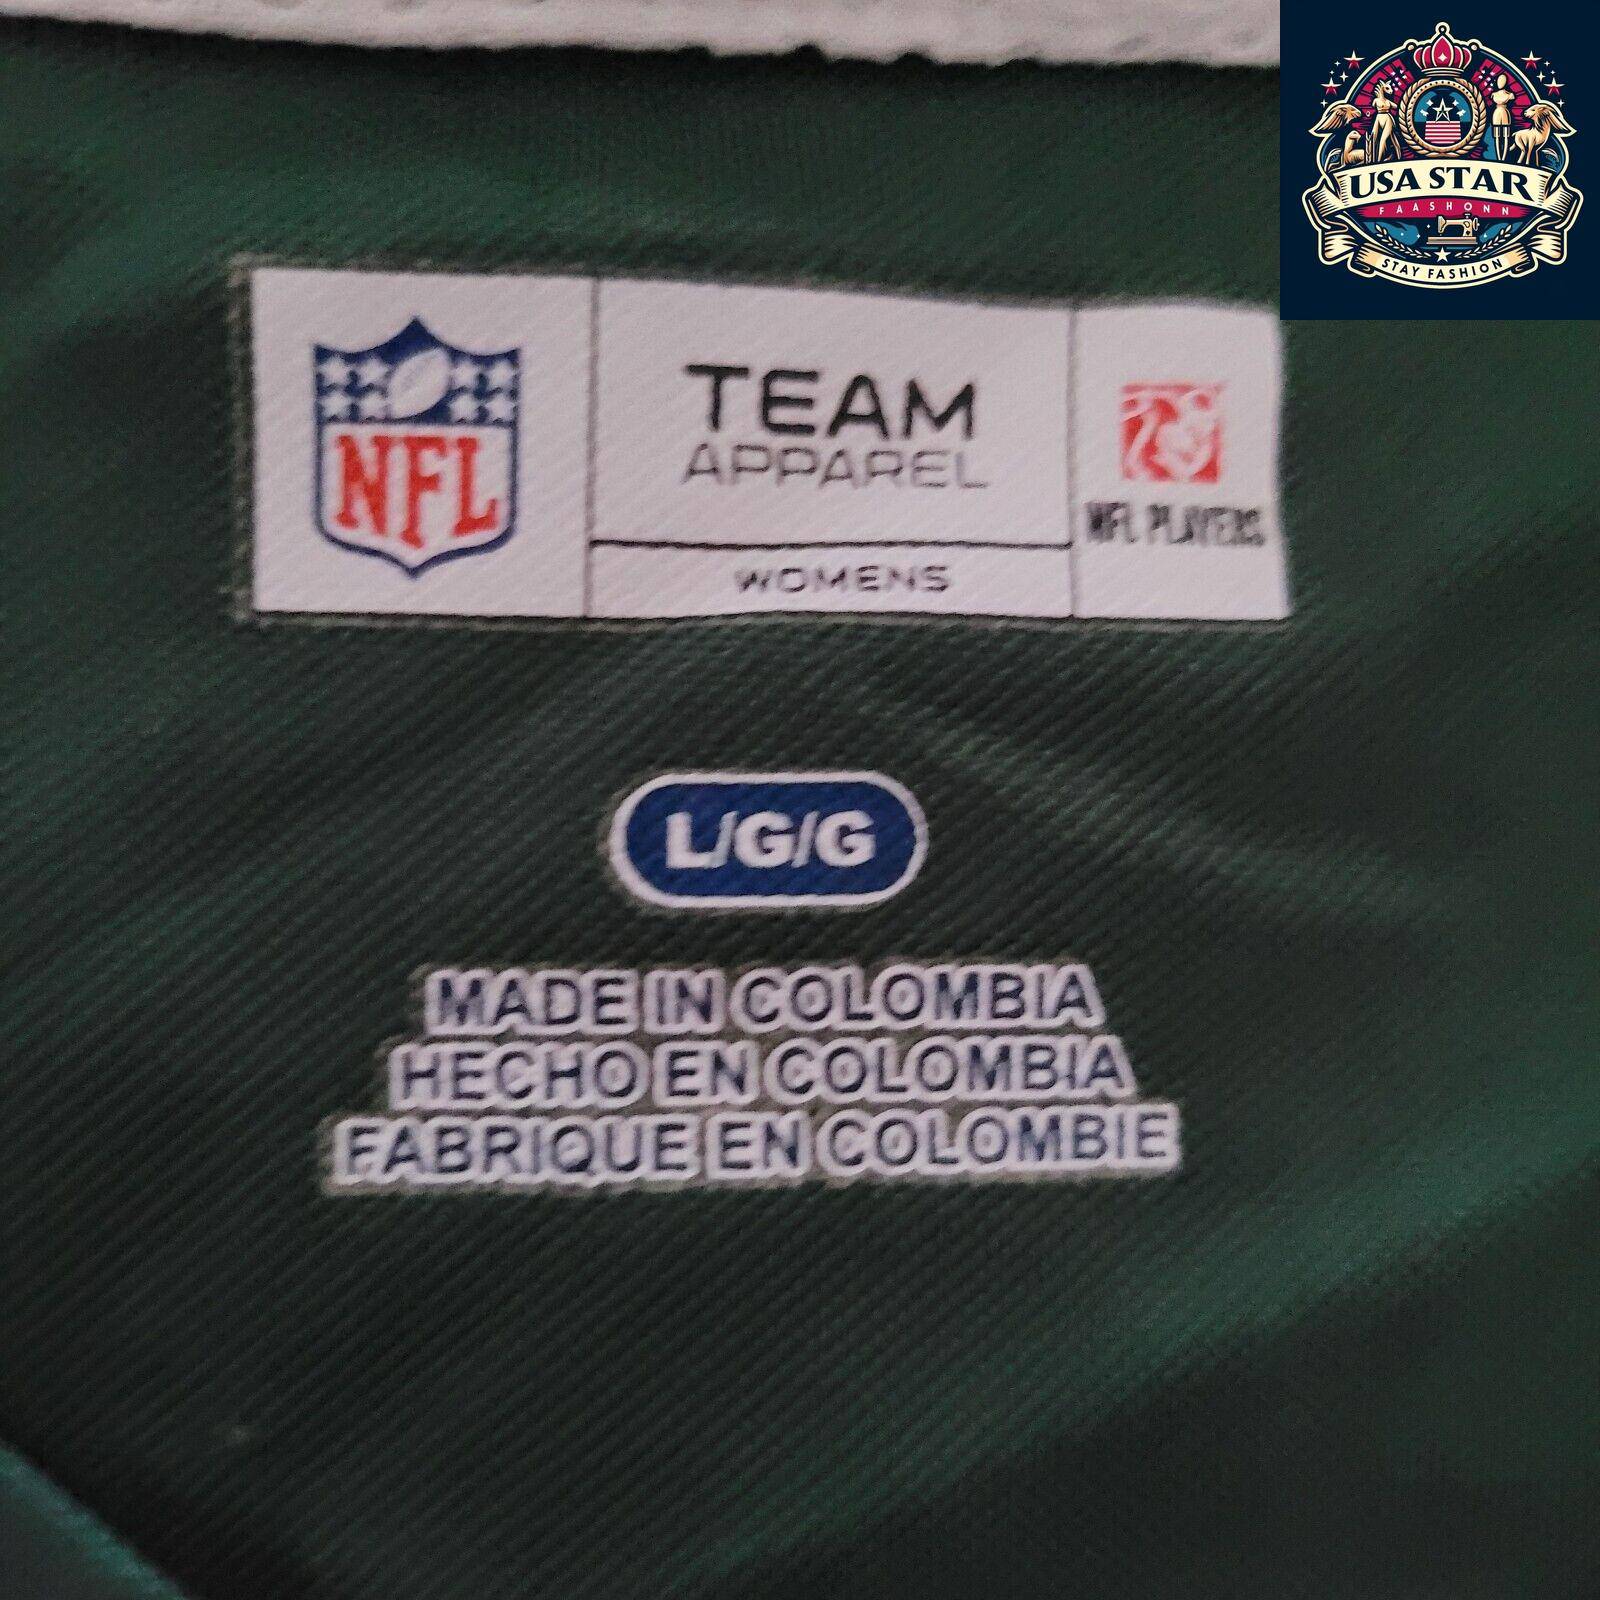 USA STAR
FAASHONN
STAY FASHION
NFL
TEAM
APPAREL
WOMENS
NFL PLAYERS
L/G/G
MADE IN COLOMBIA
HECHO EN COLOMBIA
FABRIQUE EN COLOMBIE